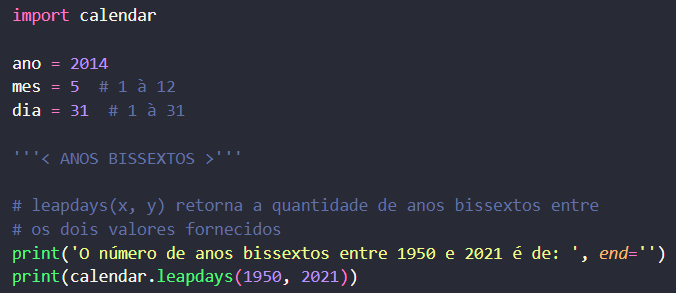 import calendar
ano = 2014
mes = 5  # 1 à 12
dia = 31  # 1 à 31
'''< ANOS BISSEXTOS >'''
# leapdays(x, y) retorna a quantidade de anos bissextos entre
# os dois valores fornecidos
print('O número de anos bissextos entre 1950 e 2021 é de: ', end='')
print(calendar.leapdays(1950, 2021))